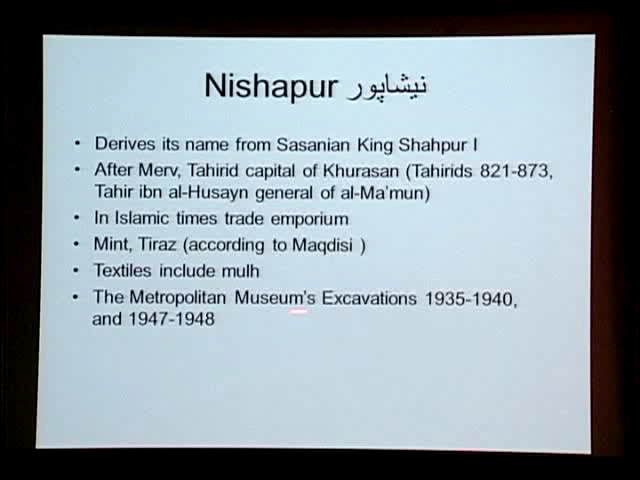 Nishapur نیشاپور
• Derives its name from Sasanian King Shahpur I
• After Merv, Tahirid capital of Khurasan (Tahirids 821-873,
Tahir ibn al-Husayn general of al-Ma'mun)
• In Islamic times trade emporium
• Mint, Tiraz (according to Maqdisi )
• Textiles include mulh
• The Metropolitan Museum's Excavations 1935-1940,
and 1947-1948